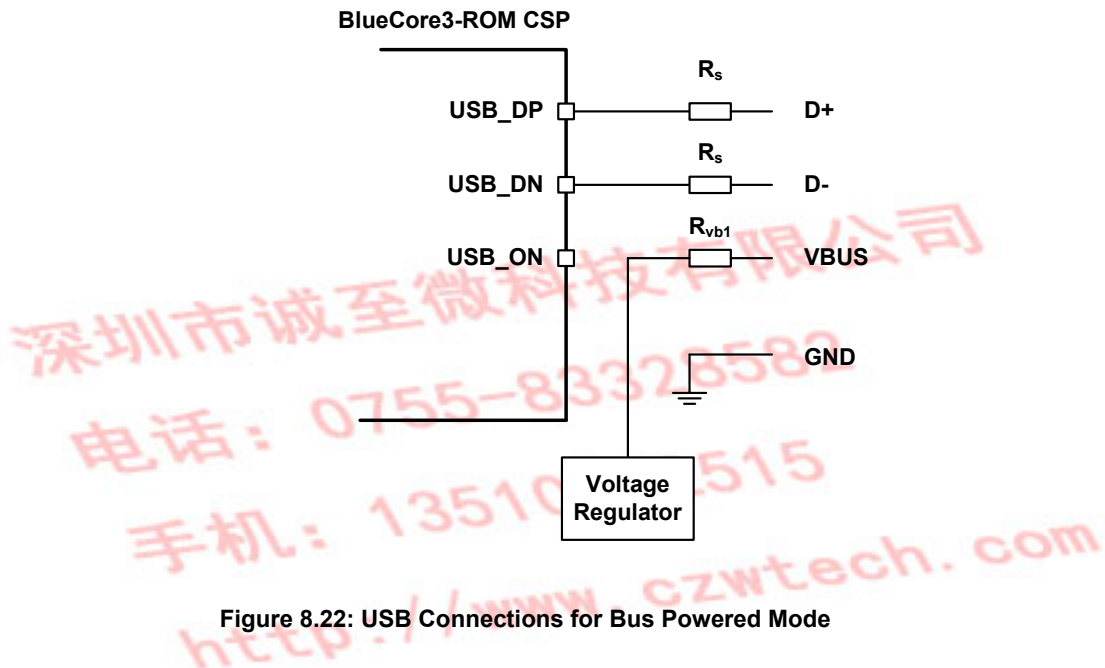 BlueCore3-ROM CSP
Rs
USB_DP
D+
Rs
USB_DN
D-
Rvb1
USB_ON
VBUS
深圳市诚至微科技有限公司
GND
电话：0755-83328582
Voltage
Regulator
手机：13510 515
Figure 8.22: USB Connections for Bus Powered Mode
http://www.czwtech.com